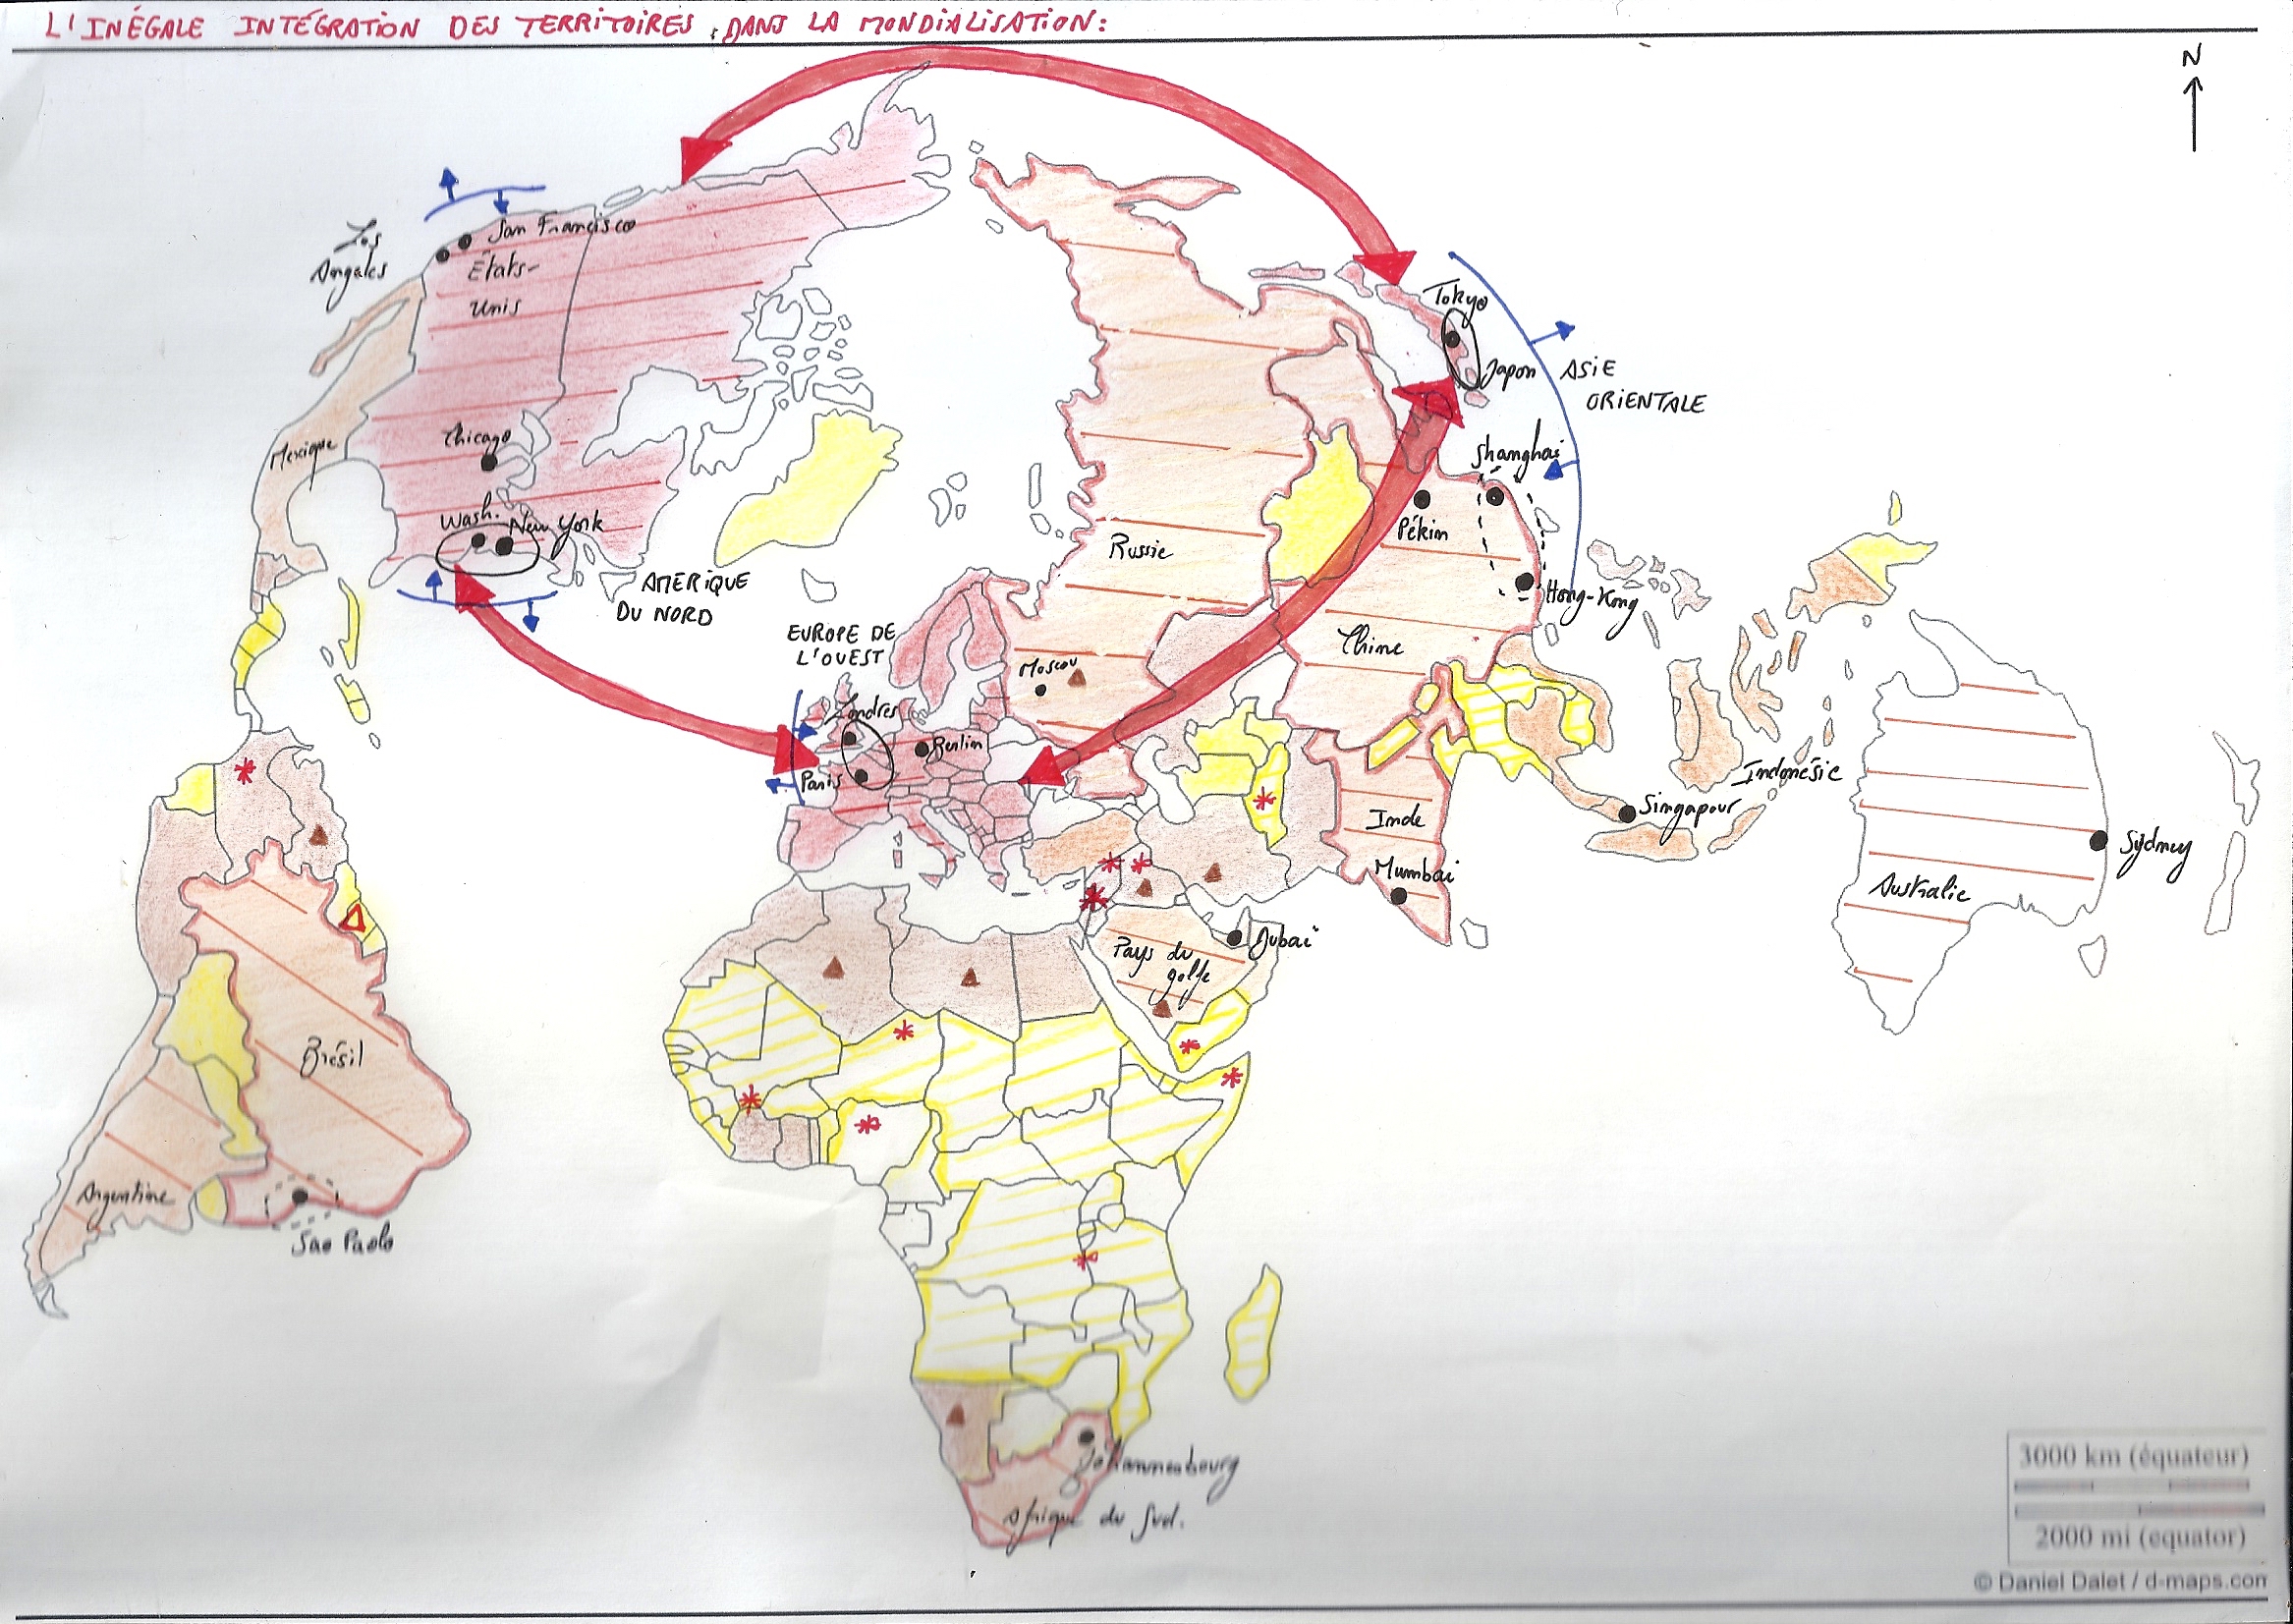 L'INÉGALE INTÉGRATION DES TERRITOIRES DANS LA MONDIALISATION:
N
San Francisco
Los
Angeles
États-
Unis
Tokyo
Japon
ASIE
ORIENTALE
Mexique
Chicago
Shanghai
Wash. New York
Pékin
Russie
AMERIQUE
DU NORD
Hong-Kong
EUROPE DE
L'OUEST
Chine
Moscou
Londres
Berlin
Paris
Indonésie
Singapour
Inde
Sydney
Mumbai
Australie
Dubaï
Pays du
golfe
Brésil
Argentine
Sao Paolo
Johannesbourg
Afrique du Sud.
3000 km (équateur)
2000 mi (equator)
© Daniel Dalet / d-maps.com